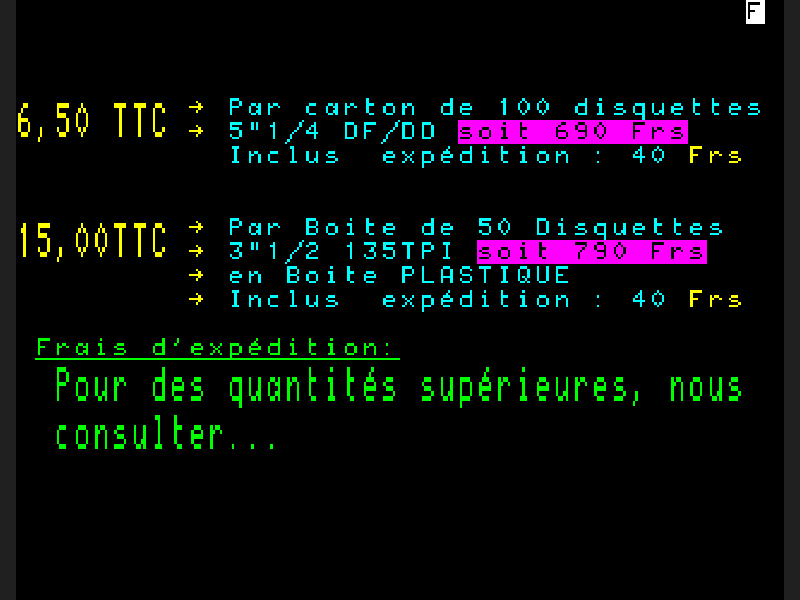 F
6,50 TTC → Par carton de 100 disquettes
→ 5"1/4 DF/DD soit 690 Frs
Inclus expédition : 40 Frs
15,00TTC → Par Boite de 50 Disquettes
→ 3"1/2 135TPI soit 790 Frs
→ en Boite PLASTIQUE
→ Inclus expédition : 40 Frs
Frais d'expédition:
Pour des quantités supérieures, nous
consulter...